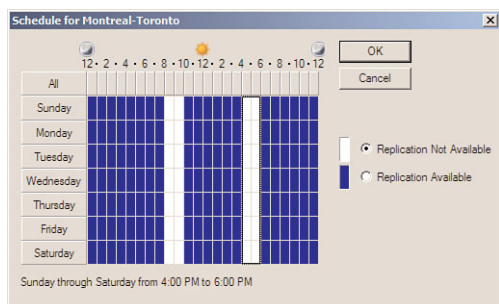 Schedule for Montreal-Toronto
OK
12 · 2 · 4 · 6 · 8 · 10 · 12 · 2 · 4 · 6 · 8 · 10 · 12
Cancel
All
Sunday
Monday
Tuesday
Replication Not Available
Wednesday
Replication Available
Thursday
Friday
Saturday
Sunday through Saturday from 4:00 PM to 6:00 PM